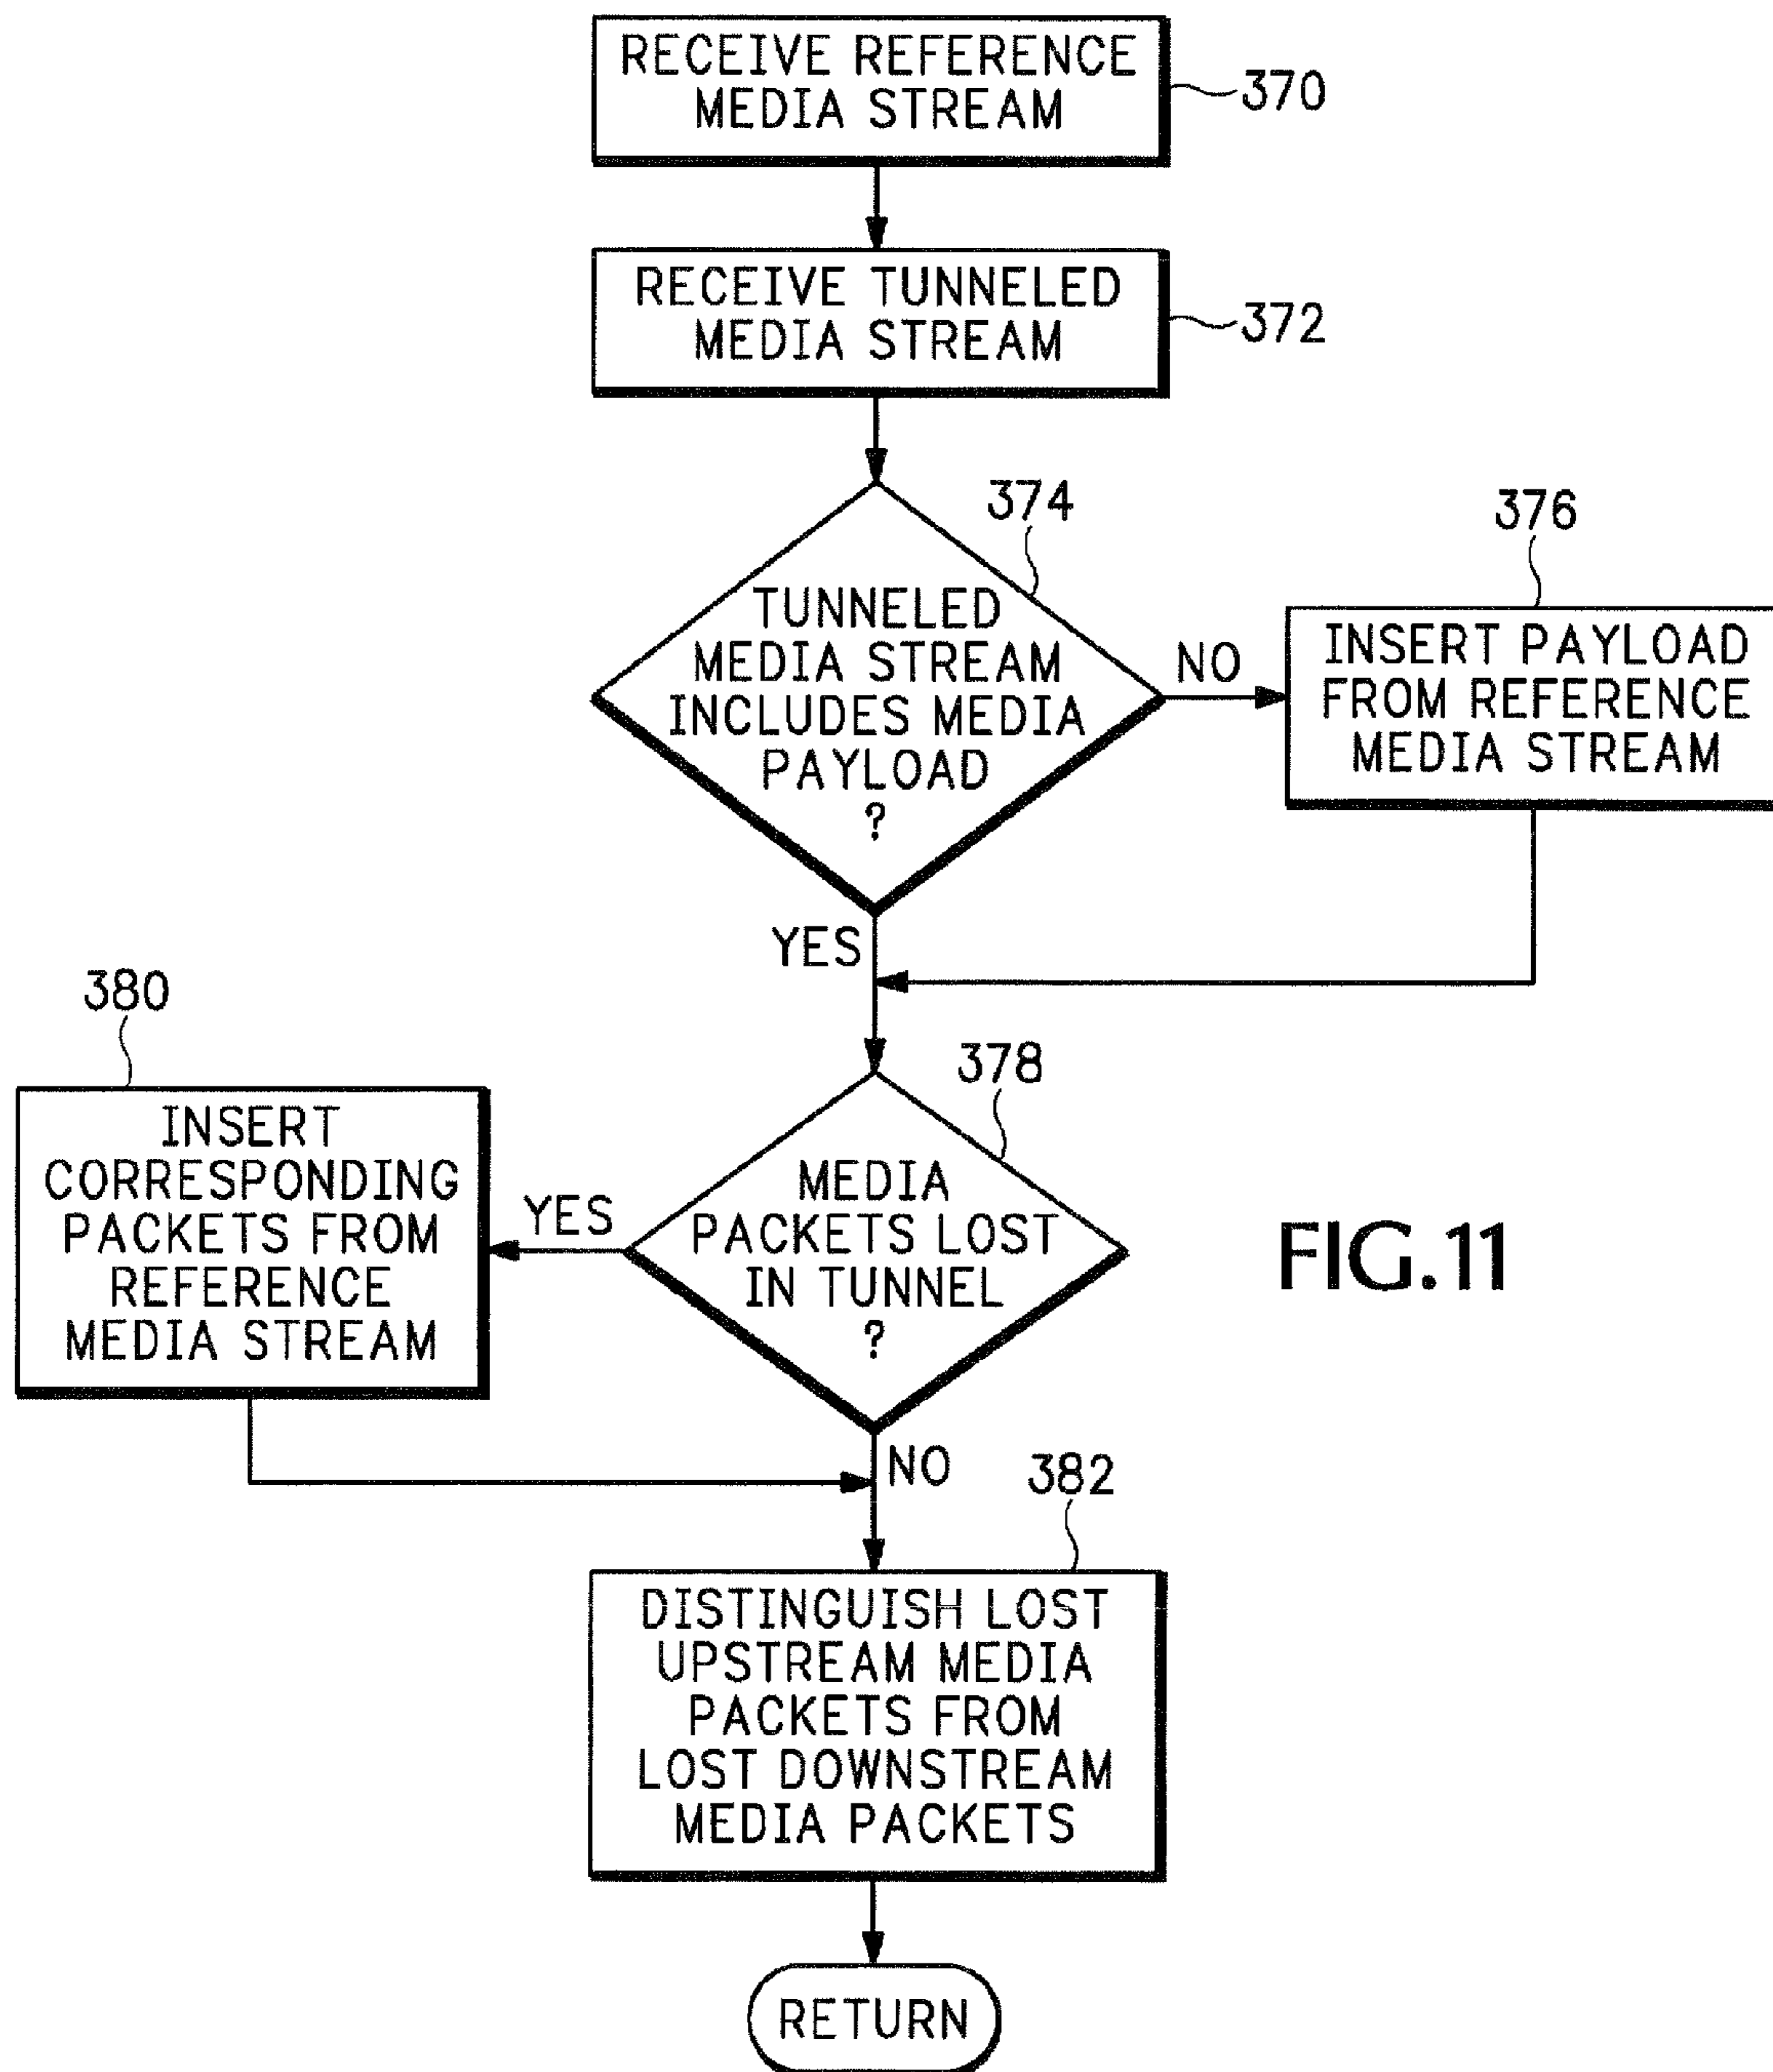 RECEIVE REFERENCE
MEDIA STREAM
370
RECEIVE TUNNELED
MEDIA STREAM
372
374
TUNNELED
MEDIA STREAM
INCLUDES MEDIA
PAYLOAD
?
NO
376
INSERT PAYLOAD
FROM REFERENCE
MEDIA STREAM
YES
378
MEDIA
PACKETS LOST
IN TUNNEL
?
YES
380
INSERT
CORRESPONDING
PACKETS FROM
REFERENCE
MEDIA STREAM
NO
FIG.11
382
DISTINGUISH LOST
UPSTREAM MEDIA
PACKETS FROM
LOST DOWNSTREAM
MEDIA PACKETS
RETURN